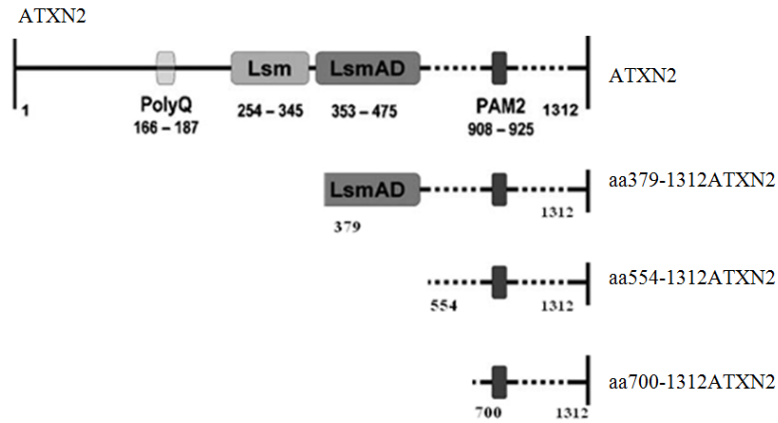 ATXN2
Lsm LsmAD
ATXN2
1 PolyQ 254 – 345 353 – 475 PAM2 1312
166 – 187 908 – 925
LsmAD
aa379-1312ATXN2
379 1312
aa554-1312ATXN2
554 1312
aa700-1312ATXN2
700 1312